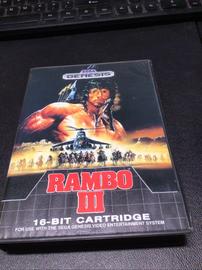 SEGA
GENESIS
RAMBO
III
16-BIT CARTRIDGE
FOR USE WITH THE SEGA GENESIS VIDEO ENTERTAINMENT SYSTEM